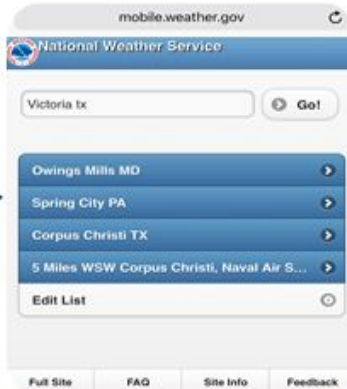 mobile.weather.gov
National Weather Service
Victoria tx
Go!
Owings Mills MD
Spring City PA
Corpus Christi TX
5 Miles WSW Corpus Christi, Naval Air S...
Edit List
Full Site FAQ Site Info Feedback